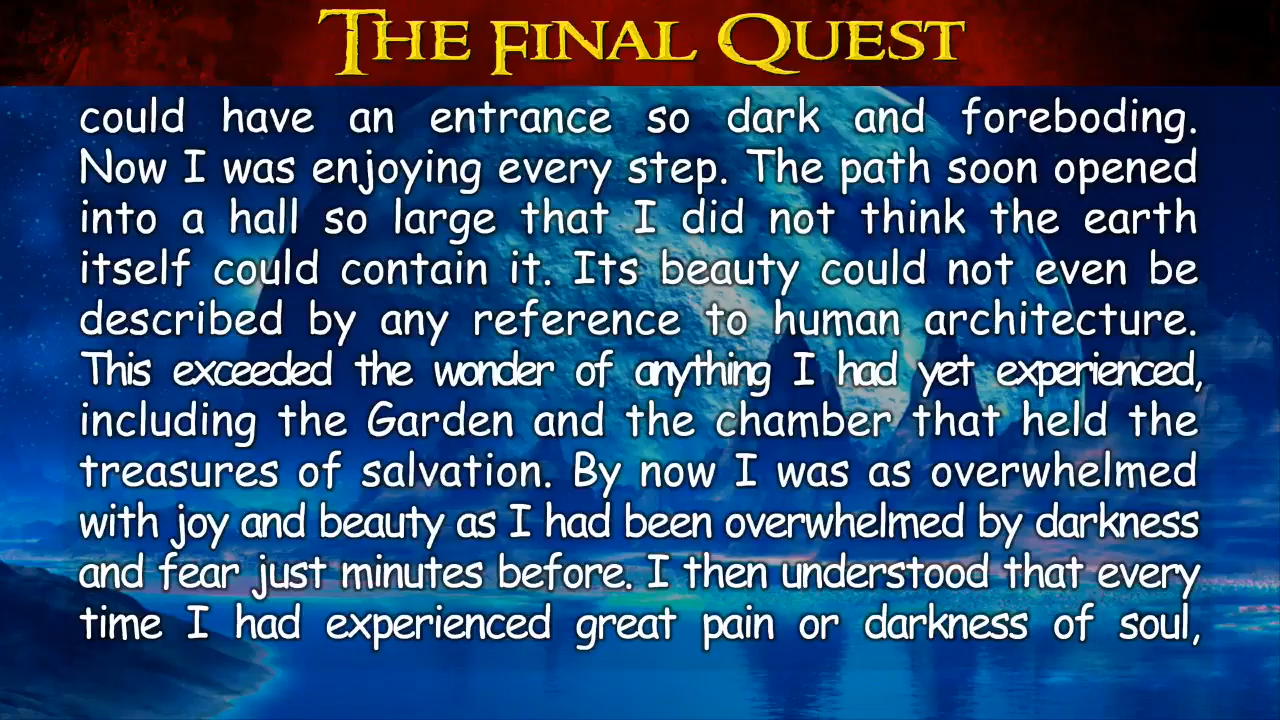 The Final Quest
could have an entrance so dark and foreboding.
Now I was enjoying every step. The path soon opened
into a hall so large that I did not think the earth
itself could contain it. Its beauty could not even be
described by any reference to human architecture.
This exceeded the wonder of anything I had yet experienced,
including the Garden and the chamber that held the
treasures of salvation. By now I was as overwhelmed
with joy and beauty as I had been overwhelmed by darkness
and fear just minutes before. I then understood that every
time I had experienced great pain or darkness of soul,